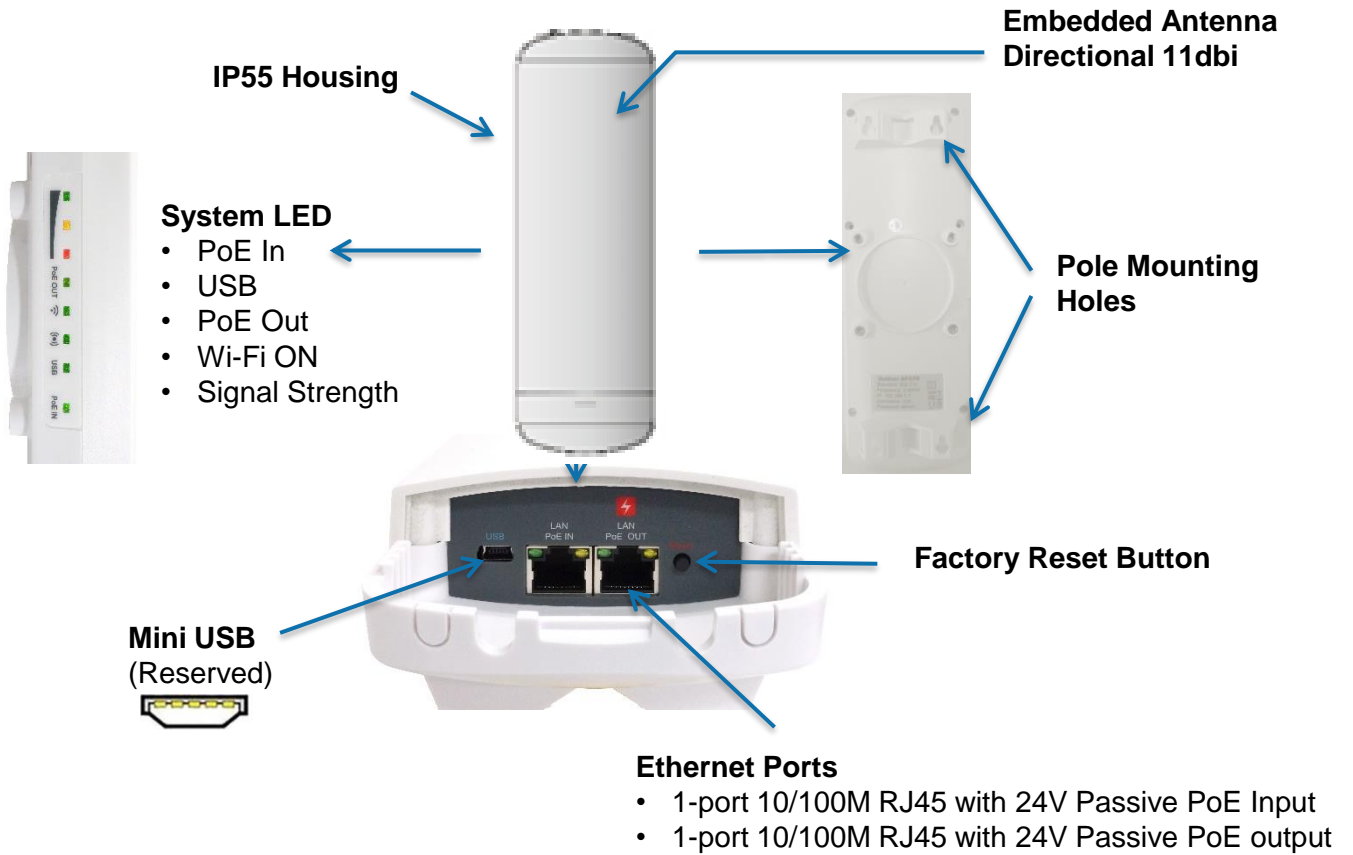 Embedded Antenna
Directional 11dbi
IP55 Housing
System LED
• PoE In
• USB
• PoE Out
• Wi-Fi ON
• Signal Strength
PoE OUT
USB
PoE IN
Pole Mounting
Holes
USB
LAN
PoE IN
LAN
PoE OUT
Factory Reset Button
Mini USB
(Reserved)
Ethernet Ports
• 1-port 10/100M RJ45 with 24V Passive PoE Input
• 1-port 10/100M RJ45 with 24V Passive PoE output